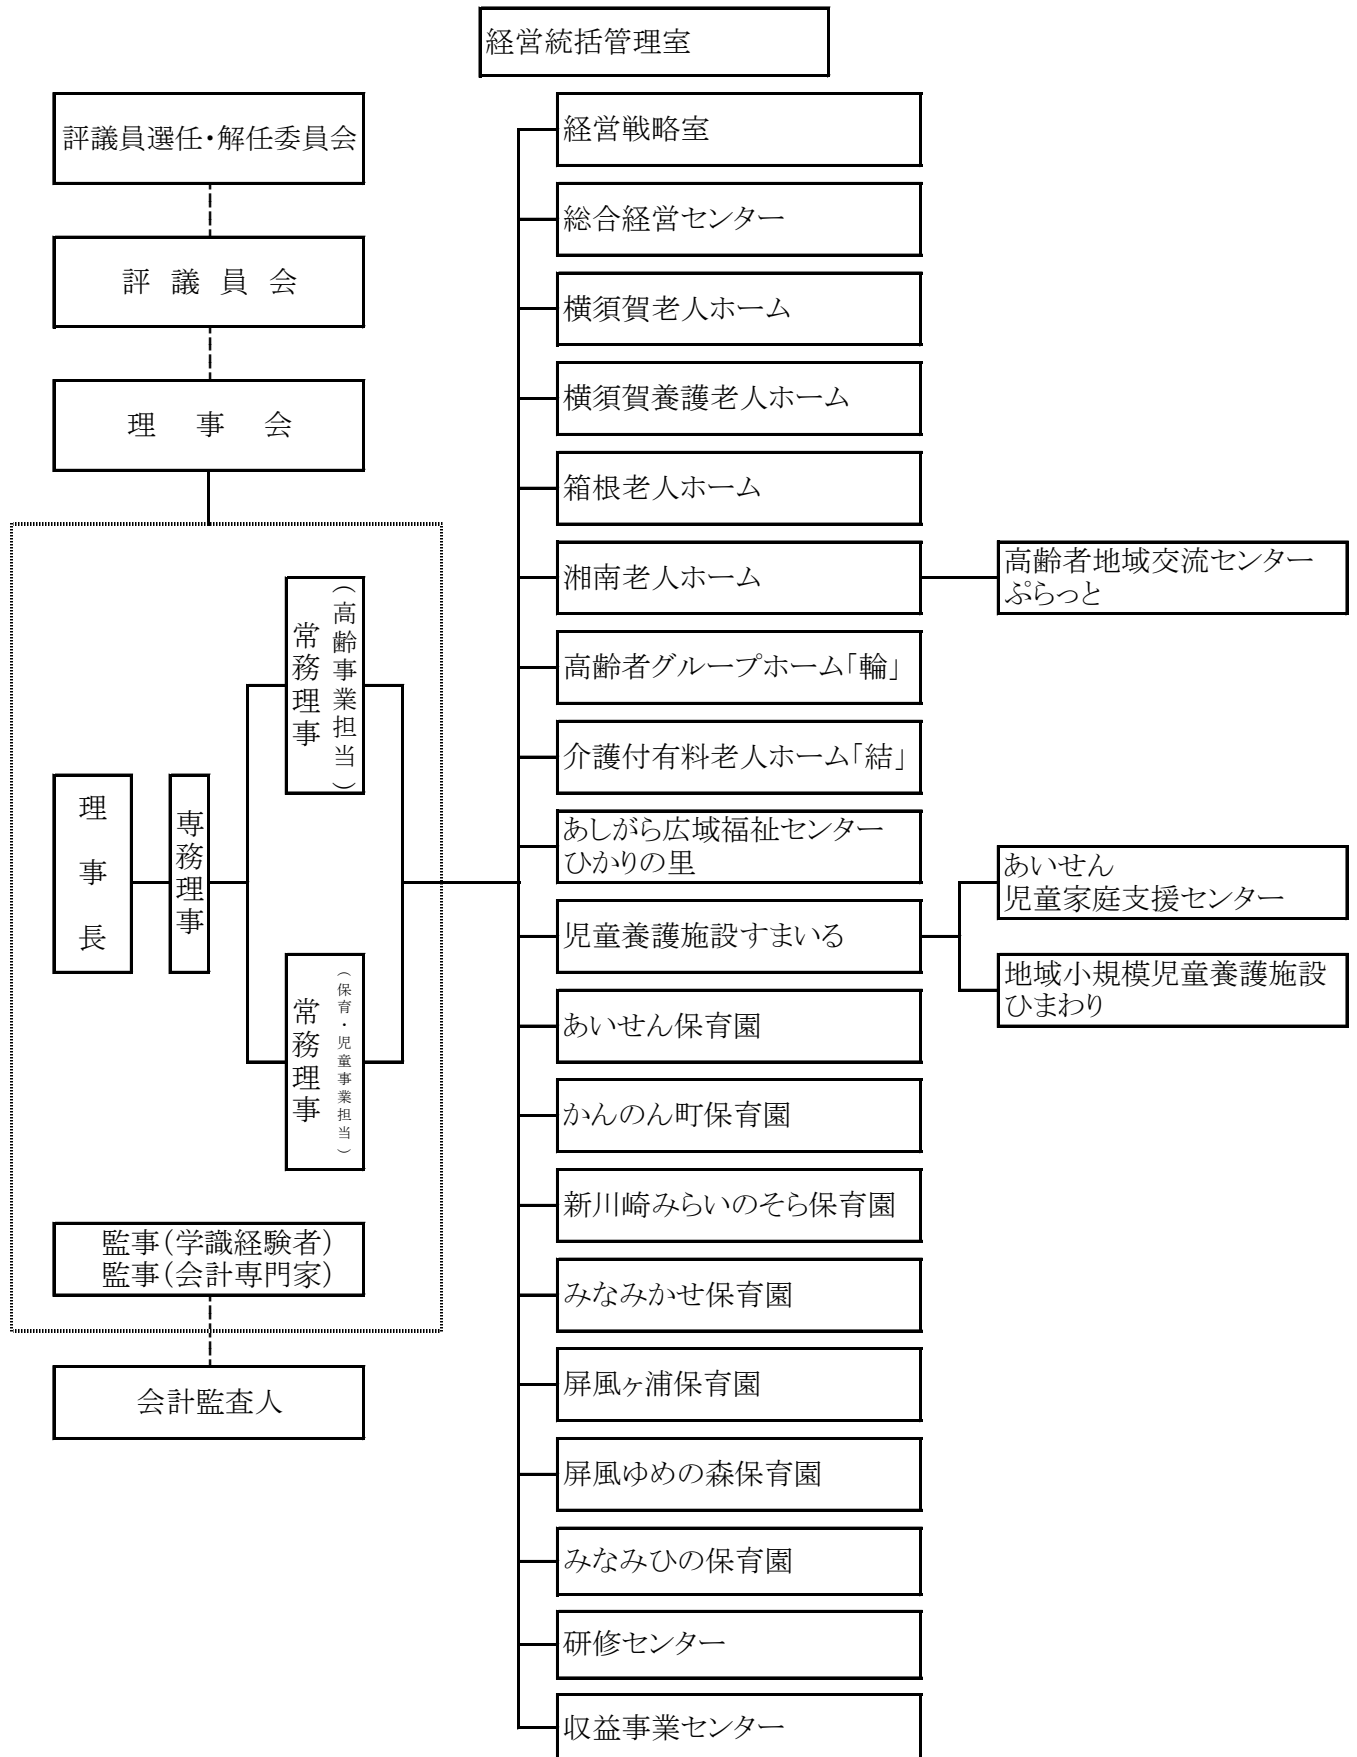 経営統括管理室
評議員選任・解任委員会
評議員会
理事会
理事長
専務理事
常務理事
(高齢事業担当)
常務理事
(保育・児童事業担当)
監事(学識経験者)
監事(会計専門家)
会計監査人
経営戦略室
総合経営センター
横須賀老人ホーム
横須賀養護老人ホーム
箱根老人ホーム
湘南老人ホーム
高齢者地域交流センター
ぷらっと
高齢者グループホーム「輪」
介護付有料老人ホーム「結」
あしがら広域福祉センター
ひかりの里
児童養護施設すまいる
あいせん
児童家庭支援センター
地域小規模児童養護施設
ひまわり
あいせん保育園
かんのん町保育園
新川崎みらいのそら保育園
みなみかせ保育園
屏風ヶ浦保育園
屏風ゆめの森保育園
みなみひの保育園
研修センター
収益事業センター